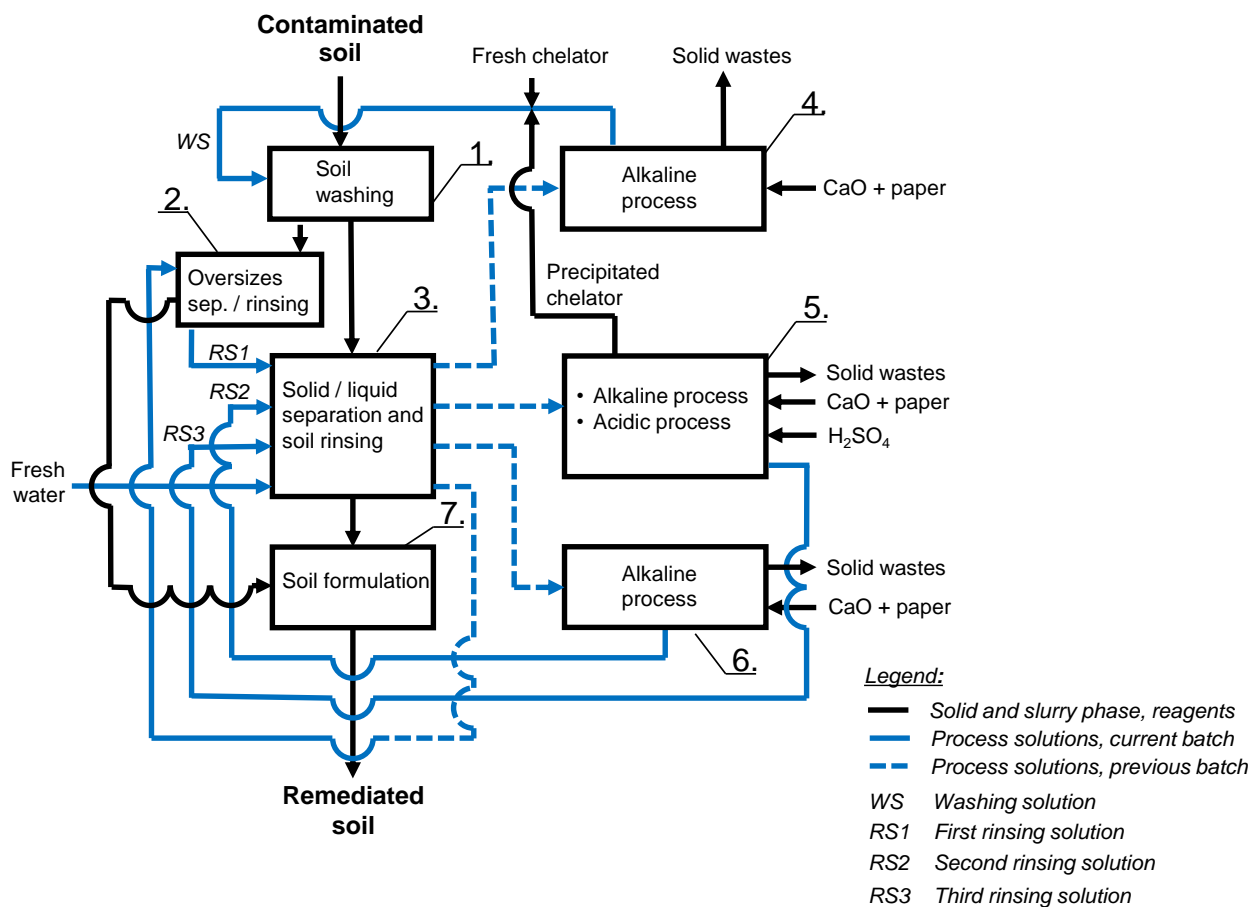 Contaminated
soil
Fresh chelator
Solid wastes
4.
WS
1.
Soil
washing
Alkaline
process
CaO + paper
2.
Oversizes
sep. / rinsing
Precipitated
chelator
3.
5.
RS1
RS2
RS3
Solid / liquid
separation and
soil rinsing
• Alkaline process
• Acidic process
Solid wastes
CaO + paper
H₂SO₄
Fresh
water
7.
Soil formulation
Alkaline
process
Solid wastes
CaO + paper
6.
Remediated
soil
Legend:
Solid and slurry phase, reagents
Process solutions, current batch
Process solutions, previous batch
WS Washing solution
RS1 First rinsing solution
RS2 Second rinsing solution
RS3 Third rinsing solution